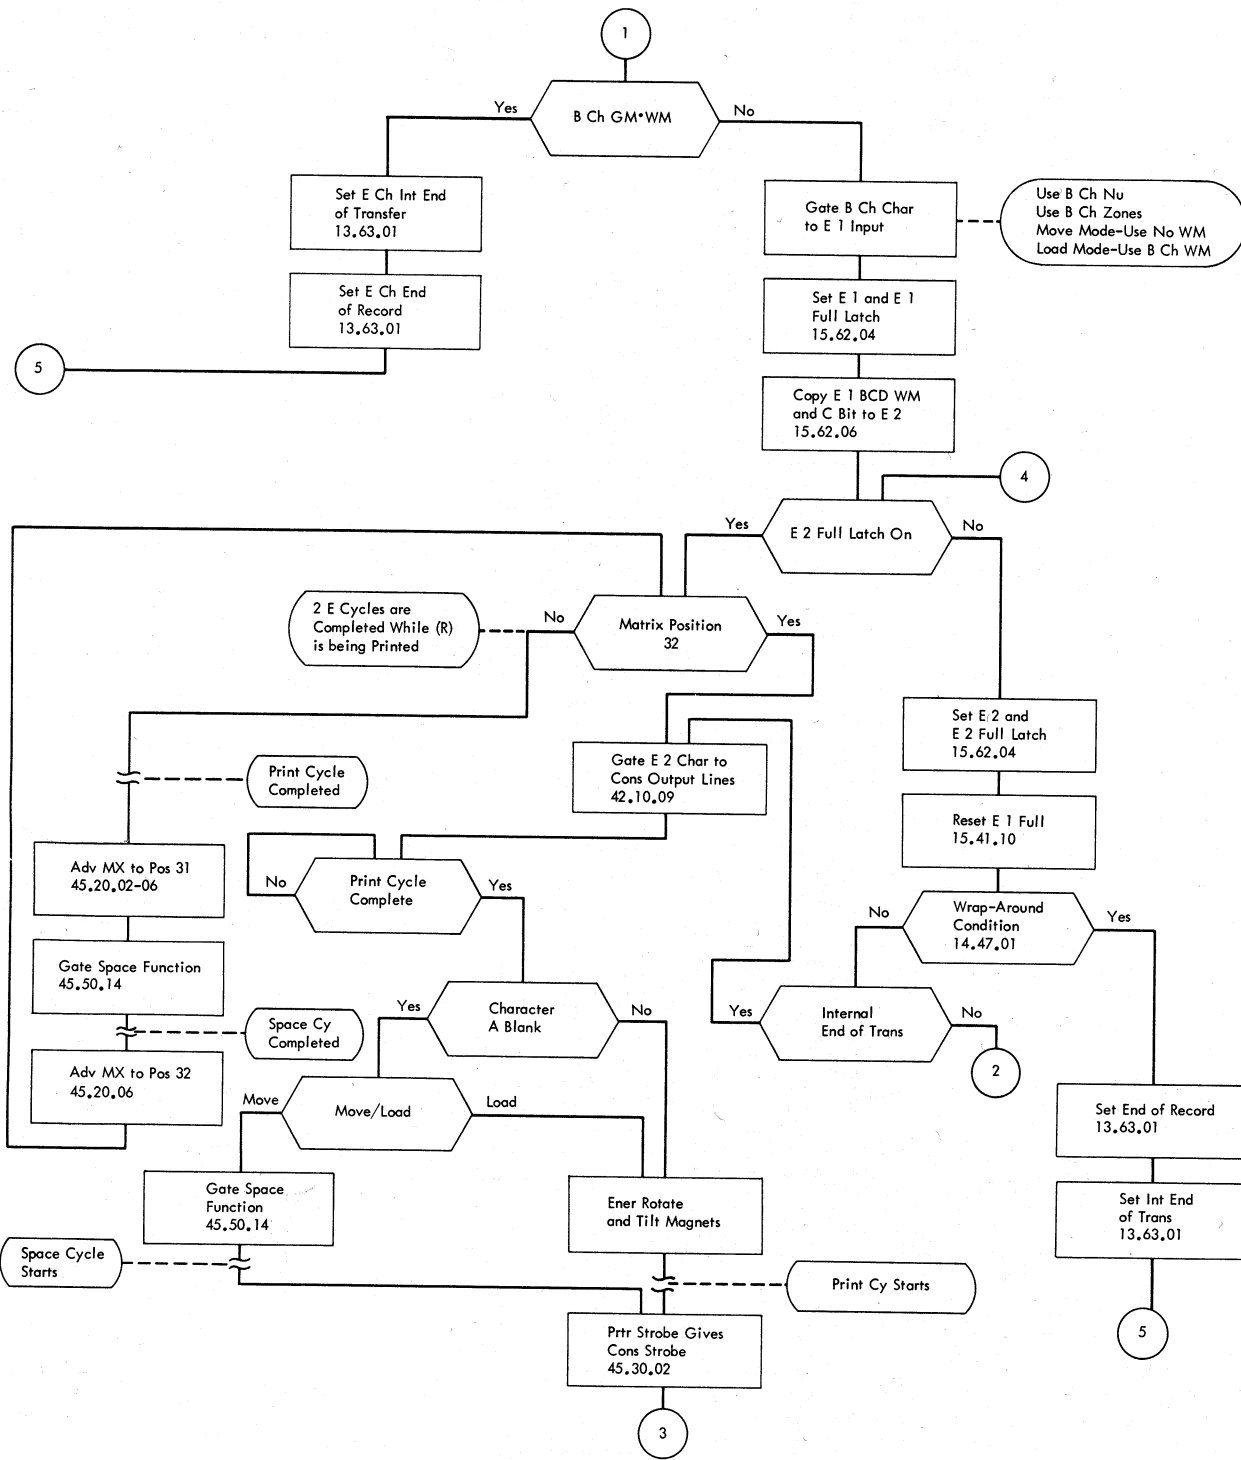 1
B Ch GM•WM
Yes
No
Set E Ch Int End
of Transfer
13.63.01
Gate B Ch Char
to E 1 Input
Use B Ch Nu
Use B Ch Zones
Move Mode-Use No WM
Load Mode-Use B Ch WM
Set E Ch End
of Record
13.63.01
Set E 1 and E 1
Full Latch
15.62.04
5
Copy E 1 BCD WM
and C Bit to E 2
15.62.06
4
E 2 Full Latch On
Yes
No
2 E Cycles are
Completed While (R)
is being Printed
No
Matrix Position
32
Yes
Set E 2 and
E 2 Full Latch
15.62.04
Print Cycle
Completed
Gate E 2 Char to
Cons Output Lines
42.10.09
Reset E 1 Full
15.41.10
Adv MX to Pos 31
45.20.02-06
No
Print Cycle
Complete
Yes
No
Wrap-Around
Condition
14.47.01
Yes
Gate Space Function
45.50.14
Yes
Character
A Blank
No
Yes
Internal
End of Trans
No
Space Cy
Completed
2
Adv MX to Pos 32
45.20.06
Move
Move/Load
Load
Set End of Record
13.63.01
Gate Space
Function
45.50.14
Ener Rotate
and Tilt Magnets
Set Int End
of Trans
13.63.01
Space Cycle
Starts
Print Cy Starts
Prtr Strobe Gives
Cons Strobe
45.30.02
5
3